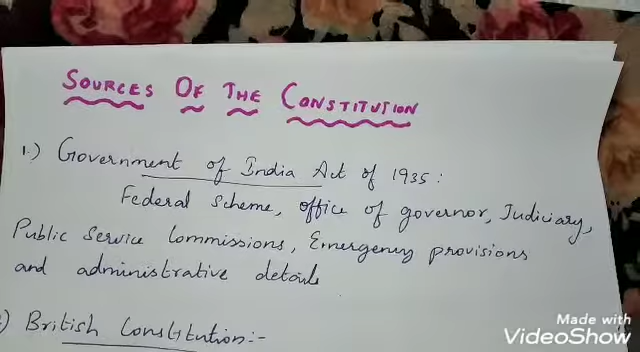 SOURCES OF THE CONSTITUTION
1.) Government of India Act of 1935:
Federal scheme, office of governor, Judiciary,
Public Service Commissions, Emergency provisions
and administrative details
) British Constitution:-
Made with
VideoShow